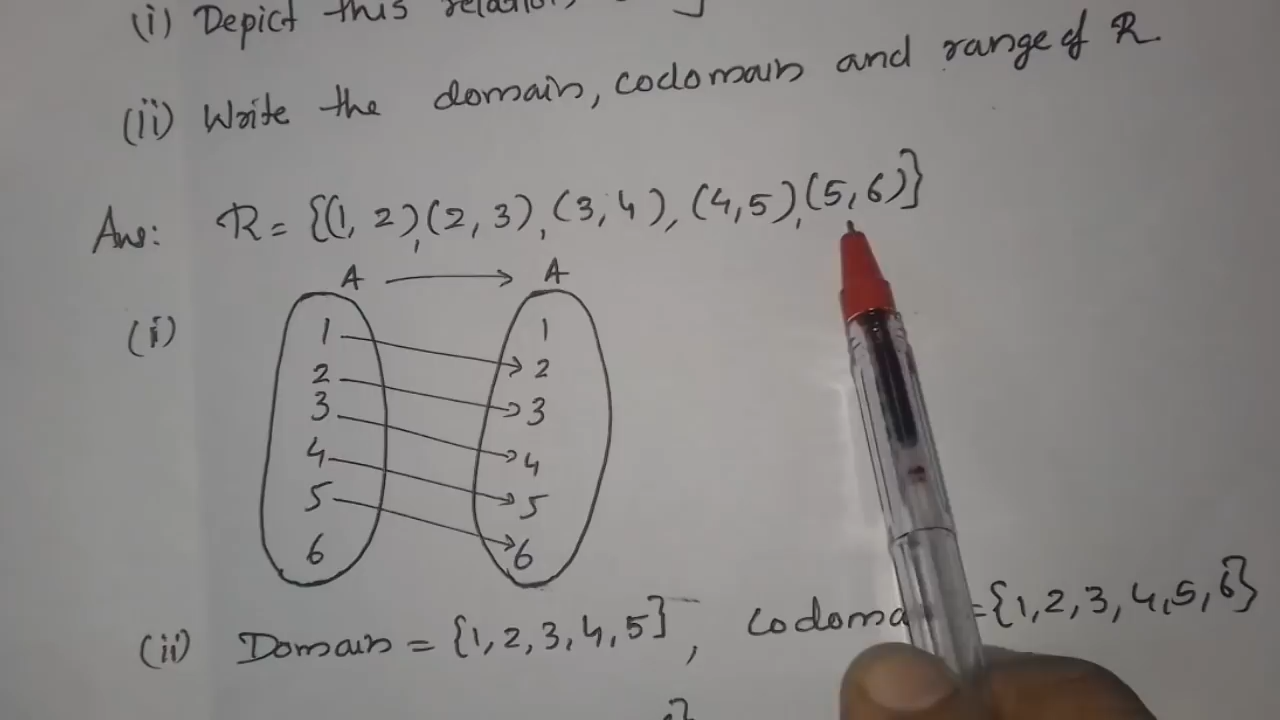 (i) Depict this
(ii) Write the domain, codomain and range of R.
Ans: R = {(1, 2), (2, 3), (3, 4), (4,5), (5,6)}
A → A
(i)
1 1
2 2
3 3
4 4
5 5
6 6
(ii) Domain = {1, 2, 3, 4, 5}, Codoma = {1, 2, 3, 4, 5, 6}